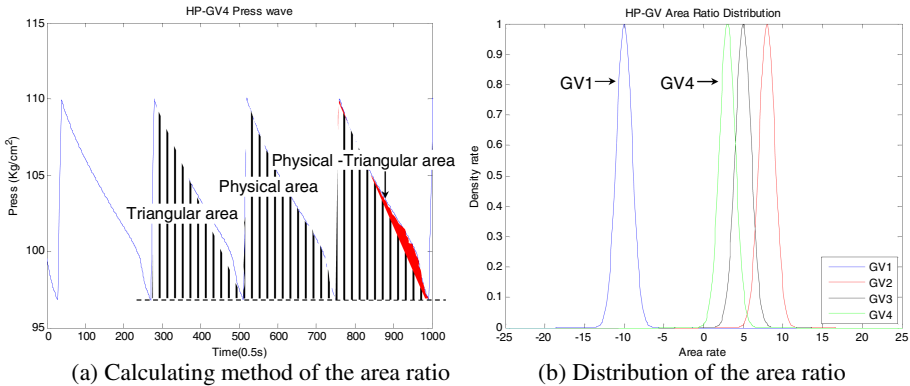 HP-GV4 Press wave
115
110
105
100
95
Press (Kg/cm²)
Physical -Triangular area
Physical area
Triangular area
0 100 200 300 400 500 600 700 800 900 1000
Time(0.5s)
(a) Calculating method of the area ratio
HP-GV Area Ratio Distribution
1
0.9
0.8
0.7
0.6
0.5
0.4
0.3
0.2
0.1
0
Density rate
GV1
GV4
GV1
GV2
GV3
GV4
-25 -20 -15 -10 -5 0 5 10 15 20 25
Area rate
(b) Distribution of the area ratio